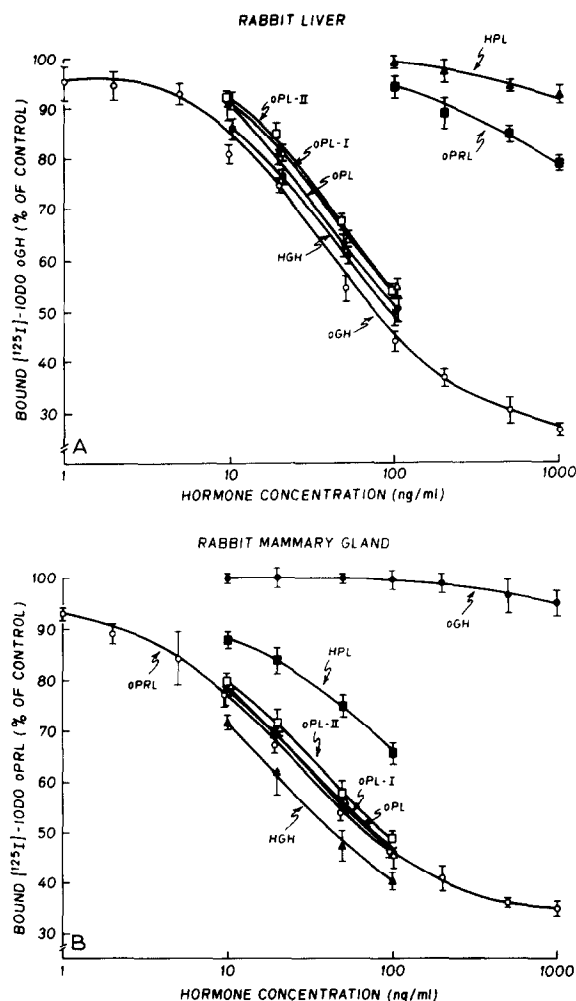 RABBIT LIVER
BOUND [125I]-IODO oGH (% OF CONTROL)
100
90
80
70
60
50
40
30
HPL
oPRL
oPL-II
oPL-I
oPL
HGH
oGH
A
1
10
100
1000
HORMONE CONCENTRATION (ng/ml)
RABBIT MAMMARY GLAND
BOUND [125I]-IODO oPRL (% OF CONTROL)
100
90
80
70
60
50
40
30
oGH
HPL
oPRL
oPL-II
oPL-I
oPL
HGH
B
1
10
100
1000
HORMONE CONCENTRATION (ng/ml)